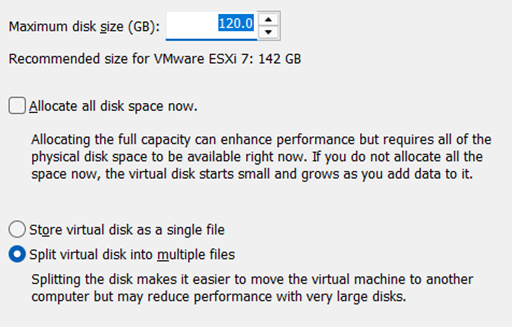 Maximum disk size (GB): 120.0
Recommended size for VMware ESXi 7: 142 GB
Allocate all disk space now.
Allocating the full capacity can enhance performance but requires all of the
physical disk space to be available right now. If you do not allocate all the
space now, the virtual disk starts small and grows as you add data to it.
Store virtual disk as a single file
Split virtual disk into multiple files
Splitting the disk makes it easier to move the virtual machine to another
computer but may reduce performance with very large disks.